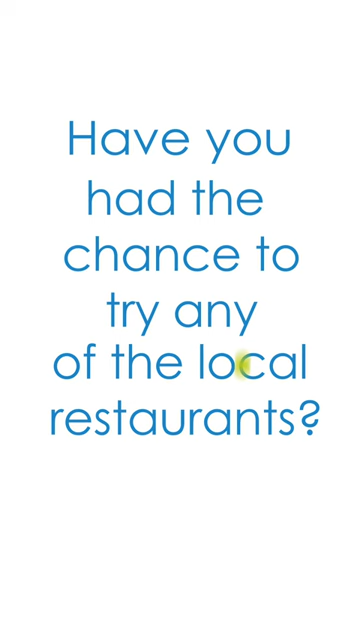 Have you
had the
chance to
try any
of the local
restaurants?